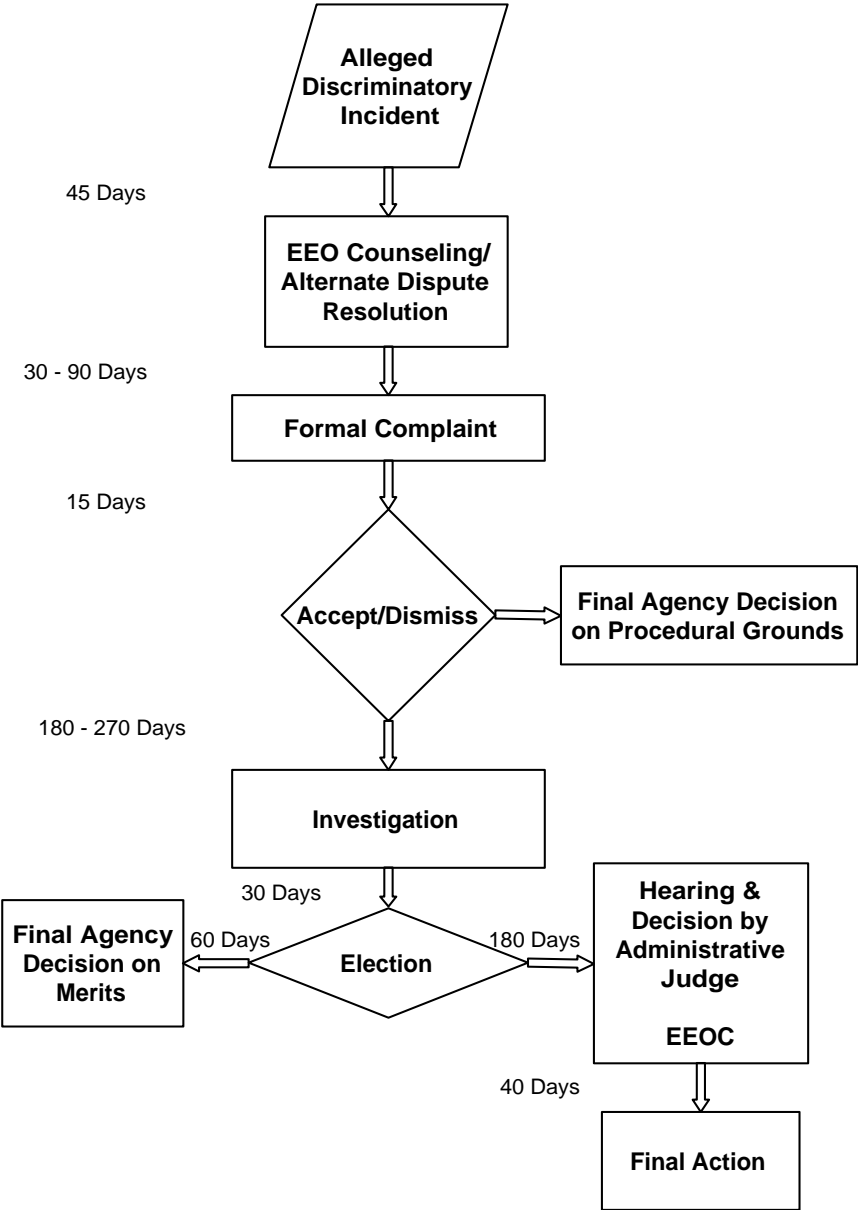 Alleged
Discriminatory
Incident
45 Days
EEO Counseling/
Alternate Dispute
Resolution
30 - 90 Days
Formal Complaint
15 Days
Accept/Dismiss
Final Agency Decision
on Procedural Grounds
180 - 270 Days
Investigation
30 Days
Final Agency
Decision on
Merits
60 Days
Election
180 Days
Hearing &
Decision by
Administrative
Judge
EEOC
40 Days
Final Action